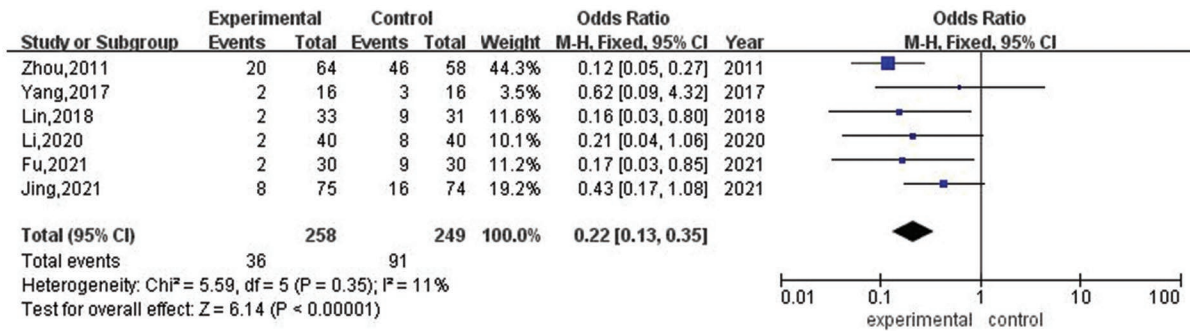 Experimental Control Odds Ratio Odds Ratio
Study or Subgroup Events Total Events Total Weight M-H, Fixed, 95% CI Year M-H, Fixed, 95% CI
Zhou,2011 20 64 46 58 44.3% 0.12 [0.05, 0.27] 2011
Yang,2017 2 16 3 16 3.5% 0.62 [0.09, 4.32] 2017
Lin,2018 2 33 9 31 11.6% 0.16 [0.03, 0.80] 2018
Li,2020 2 40 8 40 10.1% 0.21 [0.04, 1.06] 2020
Fu,2021 2 30 9 30 11.2% 0.17 [0.03, 0.85] 2021
Jing,2021 8 75 16 74 19.2% 0.43 [0.17, 1.08] 2021
Total (95% CI) 258 249 100.0% 0.22 [0.13, 0.35]
Total events 36 91
Heterogeneity: Chi² = 5.59, df = 5 (P = 0.35); I² = 11%
Test for overall effect: Z = 6.14 (P < 0.00001)
0.01 0.1 1 10 100
experimental control